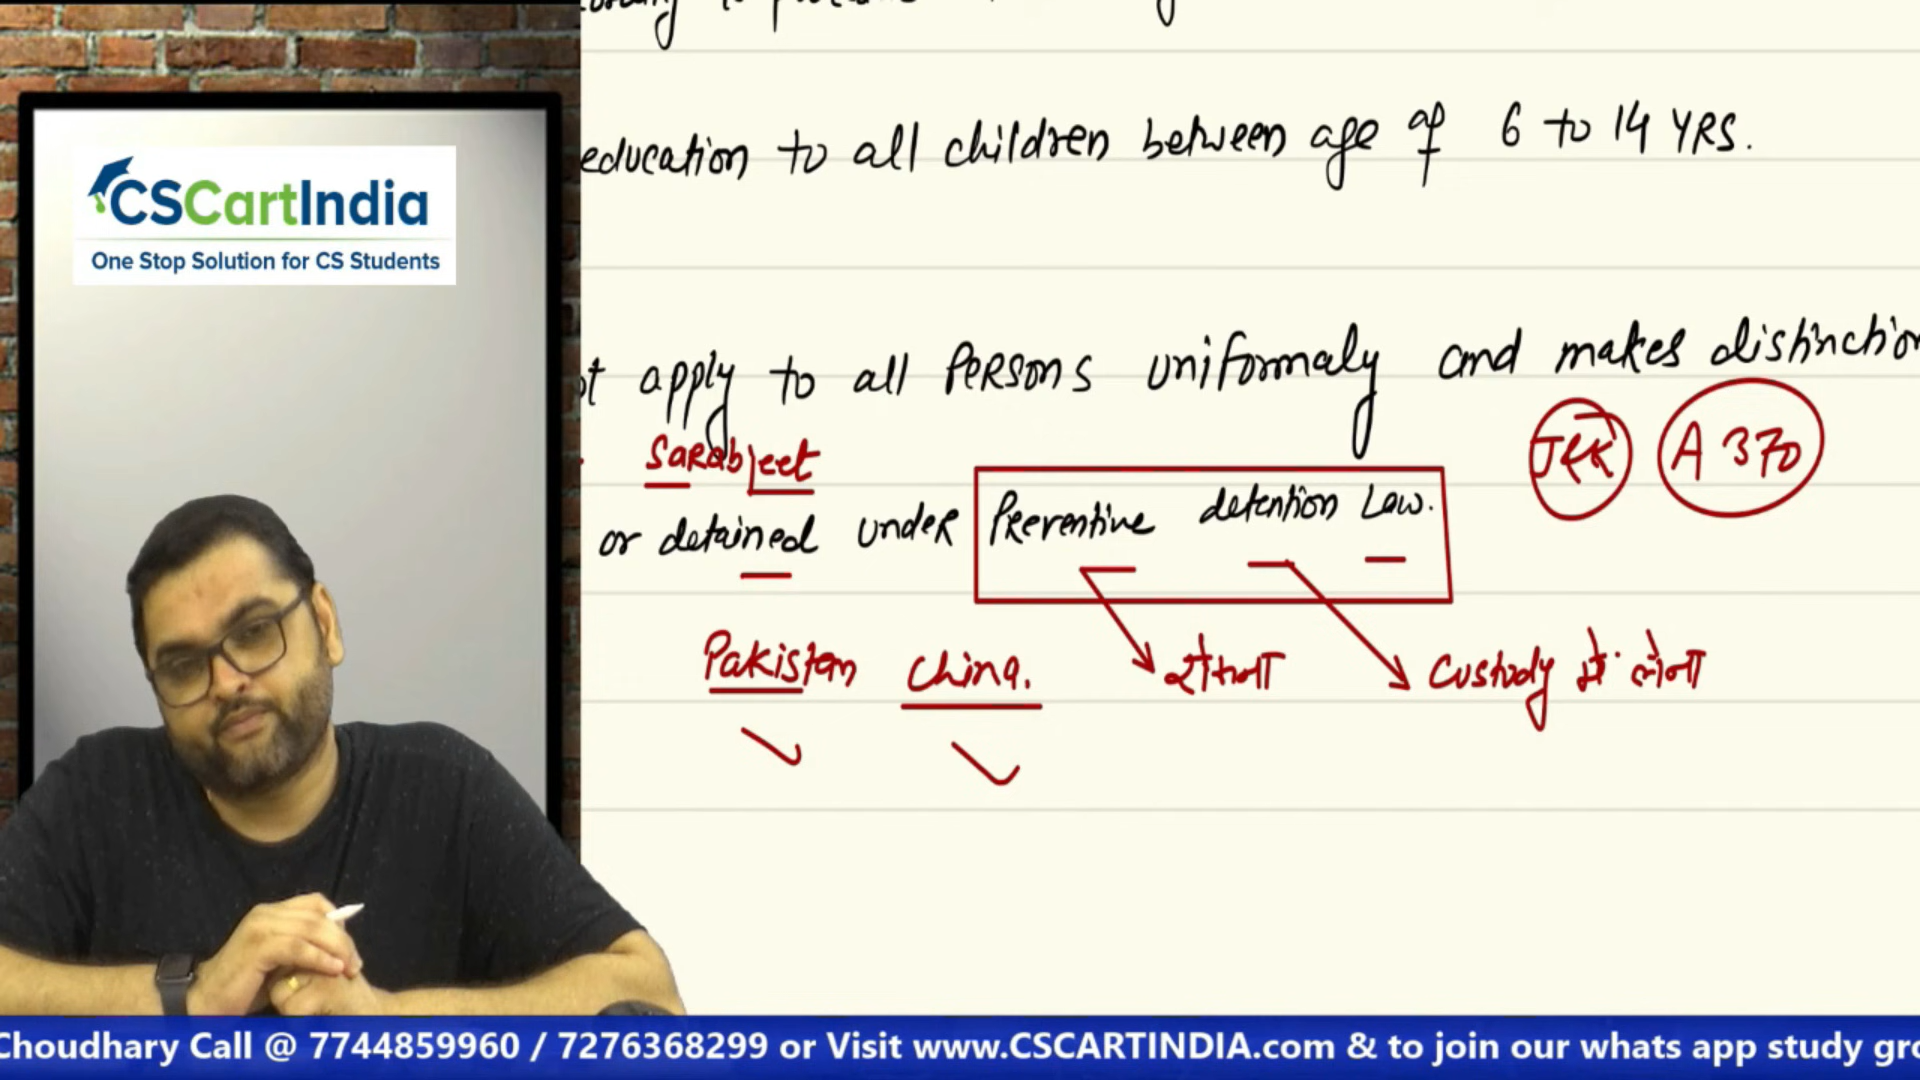 education to all children between age of 6 to 14 YRS.
CSCartIndia
One Stop Solution for CS Students
apply to all PERSONS uniformaly and makes distinction
J&K A 370
Sarabjeet
or detained under Preventive detention Law.
Pakistan China. रोकना Custody में लेना
Choudhary Call @ 7744859960 / 7276368299 or Visit www.CSCARTINDIA.com & to join our whats app study gro